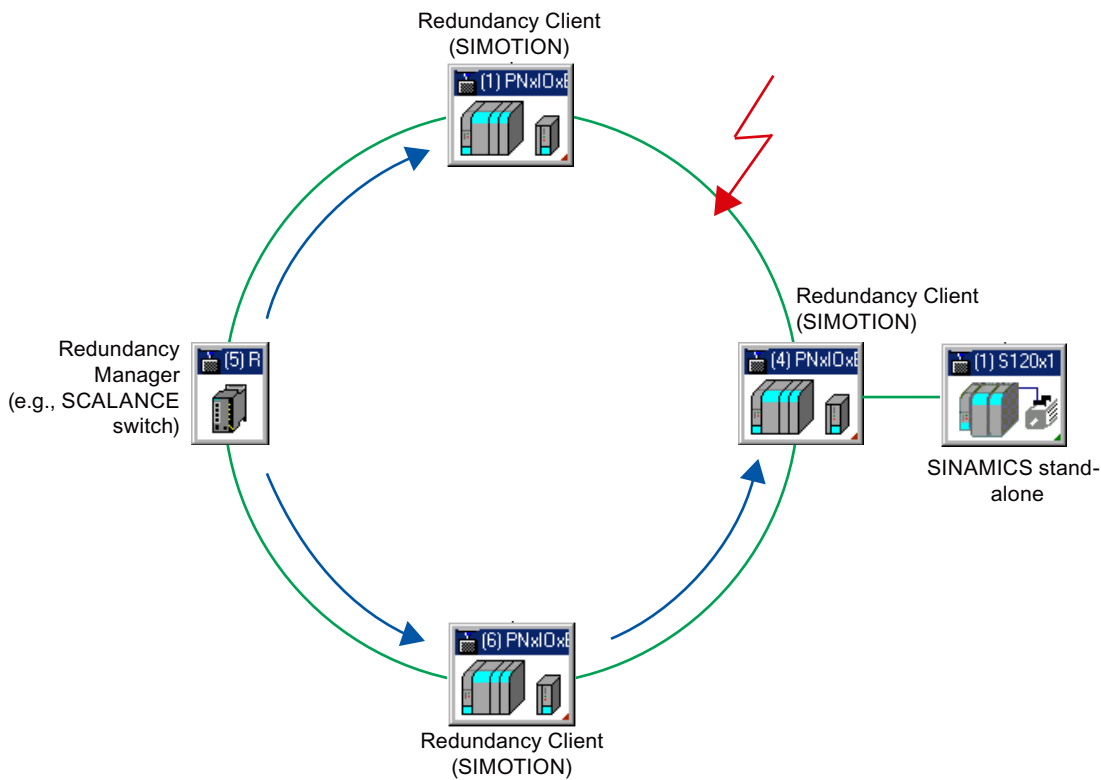 Redundancy Client
(SIMOTION)
(1) PNxIOxE
Redundancy Client
(SIMOTION)
Redundancy
Manager
(e.g., SCALANCE
switch)
(5) R
(4) PNxIOxE
(1) S120x1
SINAMICS stand-
alone
(6) PNxIOxE
Redundancy Client
(SIMOTION)